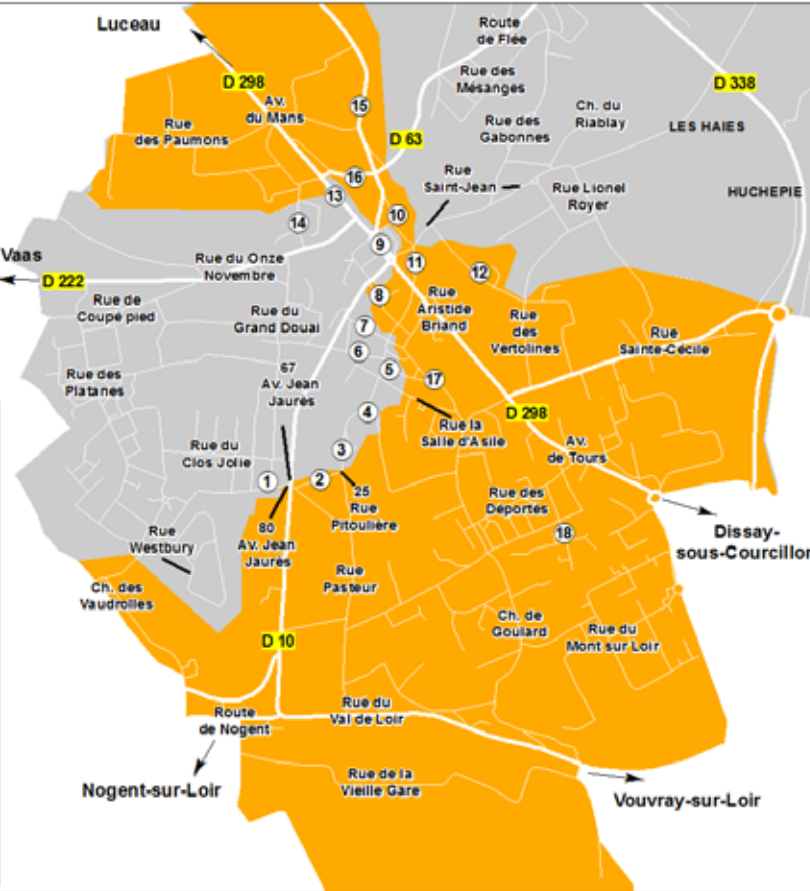 Luceau
Route
de Flée
D 298
Rue des
Mésanges
D 338
Av.
du Mans
15
Ch. du
Riablay
Rue
des Paumons
Rue des
Gabonnes
LES HAIES
D 63
16
Rue
Saint-Jean
13
Rue Lionel
Royer
HUCHEPIE
14
10
9
Vaas
D 222
Rue du Onze
Novembre
11
12
8
Rue de
Coupé pied
Rue du
Grand Douai
Rue
Aristide
Briand
Rue
des
Vertolines
7
6
Rue
Sainte-Cécile
Rue des
Platanes
67
Av. Jean
Jaurès
5
17
4
D 298
Rue la
Salle d'Asile
Rue du
Clos Jolie
3
Av.
de Tours
1
2
25
Rue
Pitoulière
Rue des
Déportés
80
Av. Jean
Jaurès
Rue
Westbury
18
Dissay-
sous-Courcillon
Ch. des
Vaudrolles
Rue
Pasteur
Ch. de
Goulard
Rue du
Mont sur Loir
D 10
Route
de Nogent
Rue du
Val de Loir
Nogent-sur-Loir
Rue de la
Vieille Gare
Vouvray-sur-Loir